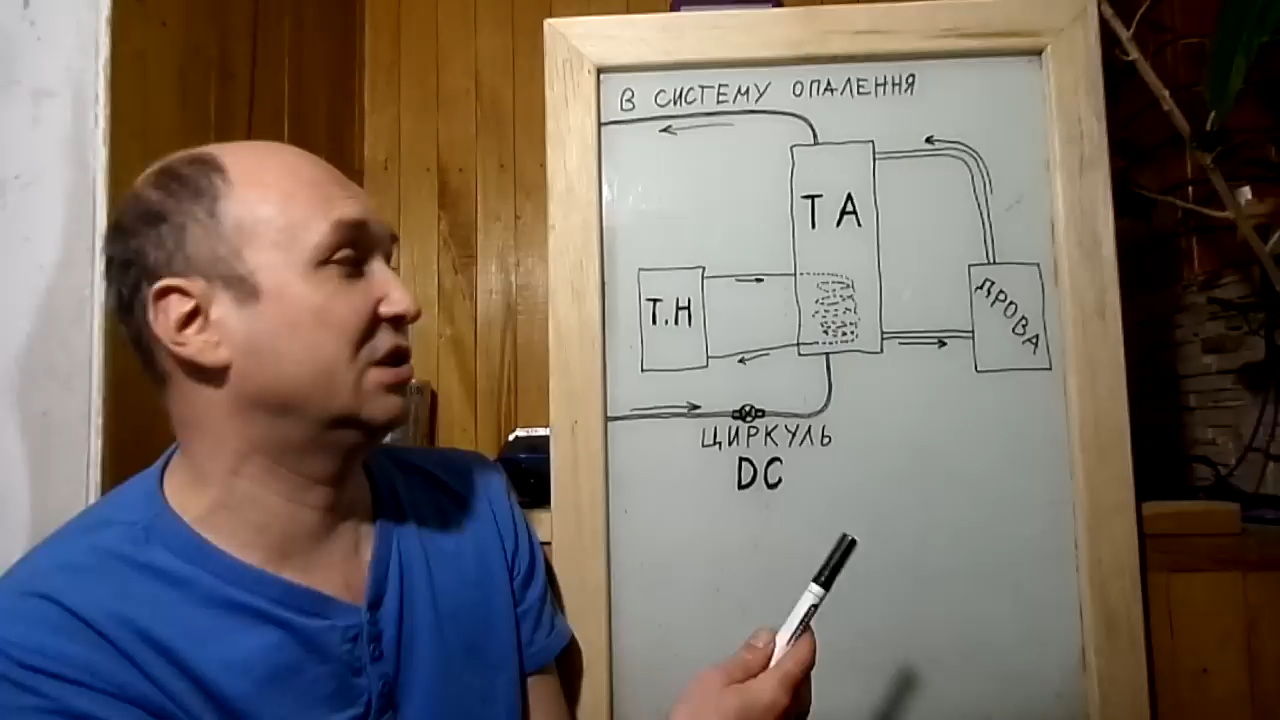 В СИСТЕМУ ОПАЛЕННЯ
ТА
Т.Н
ДРОВА
ЦИРКУЛЬ
DC